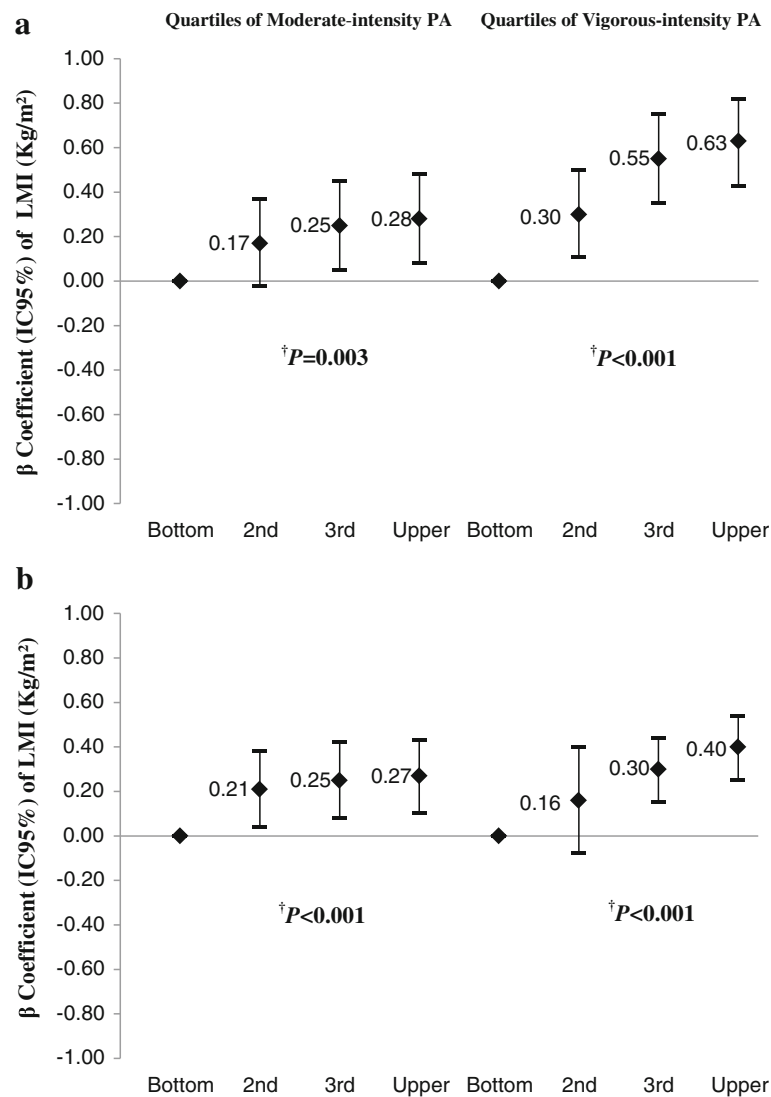 a
Quartiles of Moderate-intensity PA Quartiles of Vigorous-intensity PA
β Coefficient (IC95%) of LMI (Kg/m²)
1.00
0.80
0.60
0.40
0.20
0.00
-0.20
-0.40
-0.60
-0.80
-1.00
0.17 0.25 0.28 0.30 0.55 0.63
†P=0.003 †P<0.001
Bottom 2nd 3rd Upper Bottom 2nd 3rd Upper
b
β Coefficient (IC95%) of LMI (Kg/m²)
1.00
0.80
0.60
0.40
0.20
0.00
-0.20
-0.40
-0.60
-0.80
-1.00
0.21 0.25 0.27 0.16 0.30 0.40
†P<0.001 †P<0.001
Bottom 2nd 3rd Upper Bottom 2nd 3rd Upper